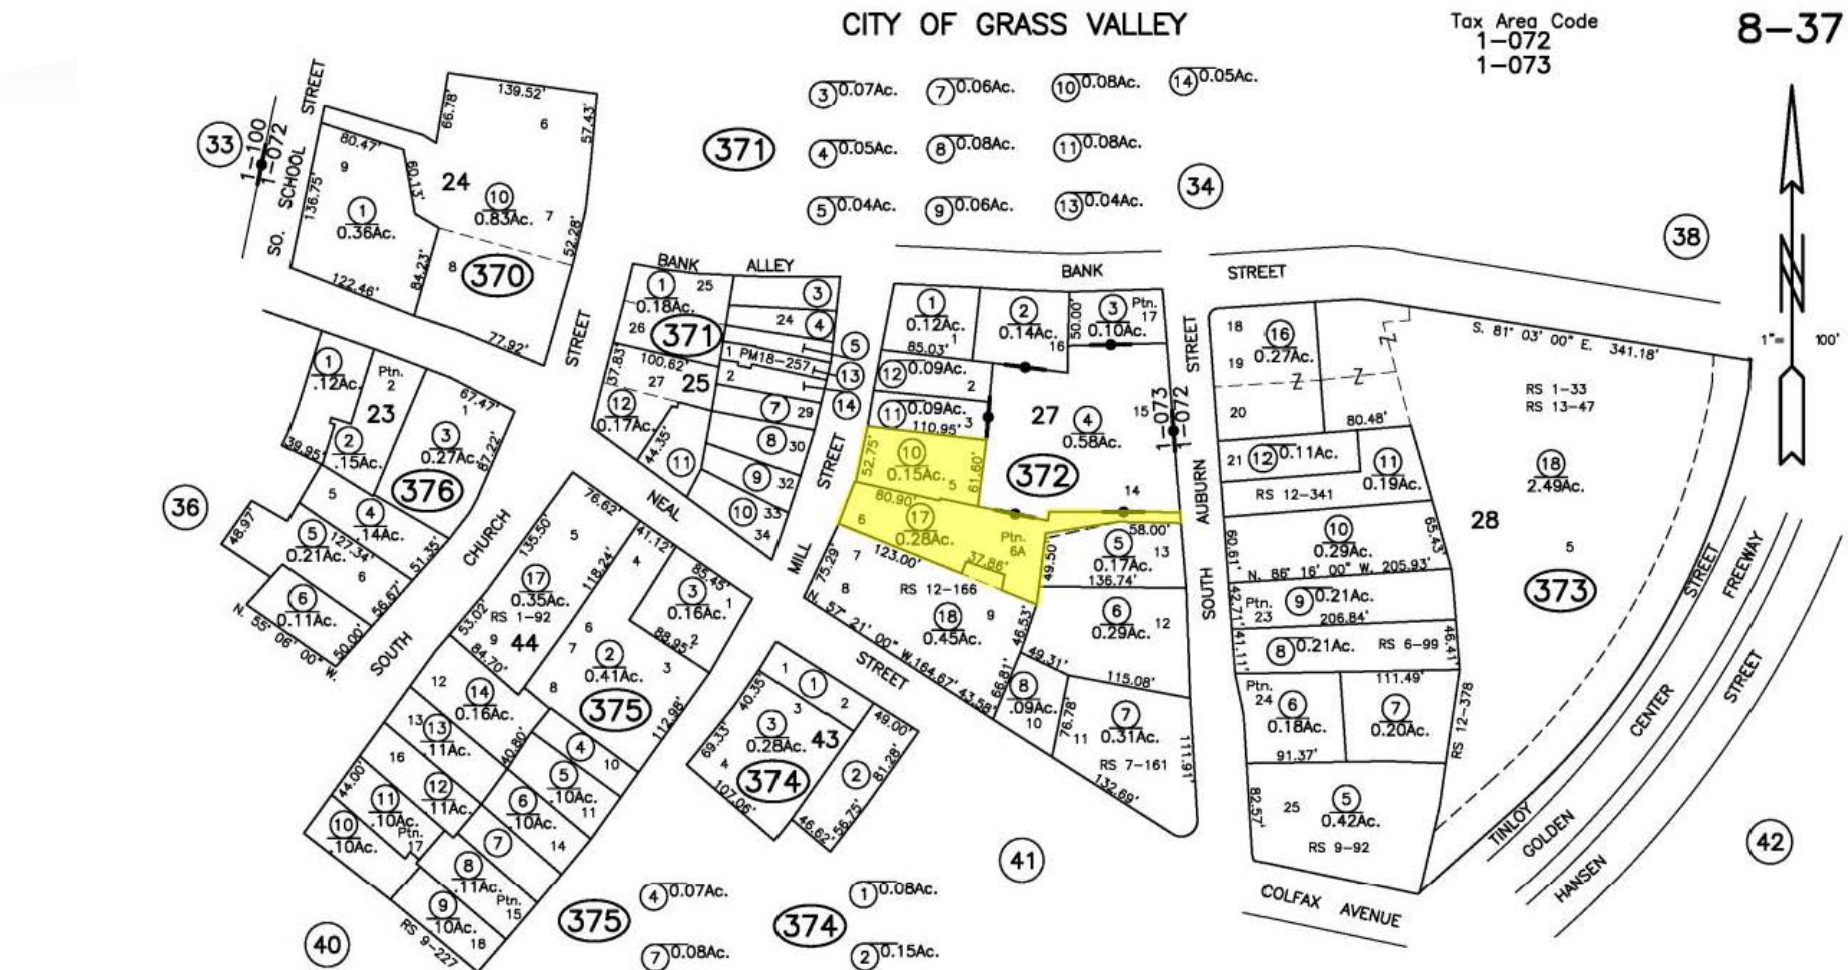 CITY OF GRASS VALLEY
Tax Area Code
1-072
1-073
8-37
371
3 0.07Ac.
7 0.06Ac.
10 0.08Ac.
14 0.05Ac.
4 0.05Ac.
8 0.08Ac.
11 0.08Ac.
5 0.04Ac.
9 0.06Ac.
13 0.04Ac.
34
38
33
1-100
1-072
SO. SCHOOL STREET
139.52'
66.78'
6
57.43'
80.47'
9
60.13'
24
136.75'
1
0.36Ac.
10
0.83Ac.
7
52.28'
84.23'
8
370
122.46'
77.92'
STREET
BANK ALLEY
1
25
0.18Ac.
3
26
371
24
4
5
1 PM18-257
13
37.83'
100.62'
27
25
2
14
12
0.17Ac.
7
29
8
30
44.35'
11
9
32
10
33
34
NEAL
STREET
MILL
BANK STREET
1
0.12Ac.
1
2
0.14Ac.
16
50.00'
3
Ptn.
17
0.10Ac.
85.03'
12 0.09Ac.
2
11 0.09Ac.
3
110.95'
27
4
0.58Ac.
15
372
14
52.75'
10
0.15Ac.
5
61.60'
80.90'
6
17
0.28Ac.
Ptn.
6A
123.00'
37.86'
49.50'
58.00'
5
0.17Ac.
13
136.74'
7
75.29'
8
RS 12-166
9
18
0.45Ac.
46.53'
6
0.29Ac.
12
N. 57° 21' 00" W. 164.67'
43.58'
66.81'
49.31'
115.08'
8
.09Ac.
10
76.78'
11
7
0.31Ac.
RS 7-161
132.69'
111.91'
STREET
1-073
1-072
SOUTH AUBURN
18
16
0.27Ac.
19
Z
Z
Z
20
80.48'
S. 81° 03' 00" E. 341.18'
RS 1-33
RS 13-47
21
12 0.11Ac.
11
0.19Ac.
RS 12-341
18
2.49Ac.
10
0.29Ac.
28
5
60.61'
65.43'
N. 86° 16' 00" W. 205.93'
373
42.71'
Ptn.
23
9 0.21Ac.
206.84'
41.11'
8 0.21Ac.
RS 6-99
46.41'
111.49'
Ptn.
24
6
0.18Ac.
7
0.20Ac.
91.37'
RS 12-378
82.57'
25
5
0.42Ac.
RS 9-92
COLFAX AVENUE
TINLOY STREET
GOLDEN CENTER FREEWAY
HANSEN STREET
42
N
1"= 100'
1
.12Ac.
Ptn.
2
23
67.47'
1
39.95'
2
.15Ac.
3
0.27Ac.
87.22'
376
36
5
4
.14Ac.
48.97'
5
0.21Ac.
127.34'
6
51.35'
6
0.11Ac.
56.67'
50.00'
N. 55° 06' 00" W.
SOUTH CHURCH
76.62'
135.50'
5
41.12'
118.24'
4
85.45'
17
0.35Ac.
RS 1-92
3
0.16Ac.
1
53.02'
9
44
84.70'
6
7
88.95'
2
2
0.41Ac.
3
8
375
112.98'
12
14
0.16Ac.
13
13
.11Ac.
40.80'
4
10
16
5
.10Ac.
11
44.00'
12
.11Ac.
6
.10Ac.
11
.10Ac.
Ptn.
17
10
.10Ac.
7
14
8
.11Ac.
Ptn.
15
9
.10Ac.
18
RS 9-227
40
1
1
2
40.35'
3
3
0.28Ac.
43
49.00'
69.33'
4
374
2
81.28'
107.06'
46.62'
56.75'
41
375
4 0.07Ac.
7 0.08Ac.
374
1 0.08Ac.
2 0.15Ac.